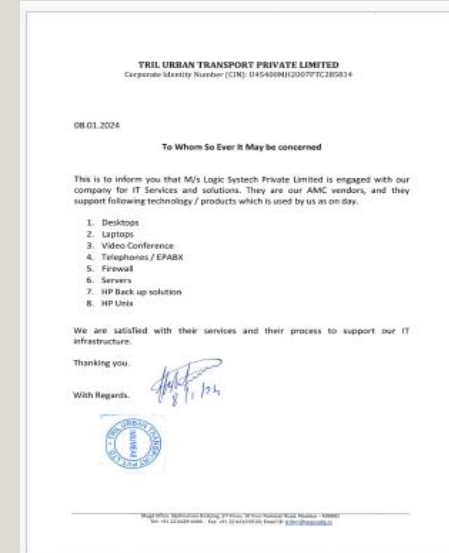 TRIL URBAN TRANSPORT PRIVATE LIMITED
Corporate Identity Number (CIN): U45400MH2007PTC285814
08.01.2024
To Whom So Ever It May be concerned
This is to inform you that M/s Logic Systech Private Limited is engaged with our
company for IT Services and solutions. They are our AMC vendors, and they
support following technology / products which is used by us as on day.
1. Desktops
2. Laptops
3. Video Conference
4. Telephones / EPABX
5. Firewall
6. Servers
7. HP Back up solution
8. HP Unix
We are satisfied with their services and their process to support our IT
infrastructure.
Thanking you.
With Regards.
8/1/24
TRIL URBAN TRANSPORT PVT LTD
MUMBAI